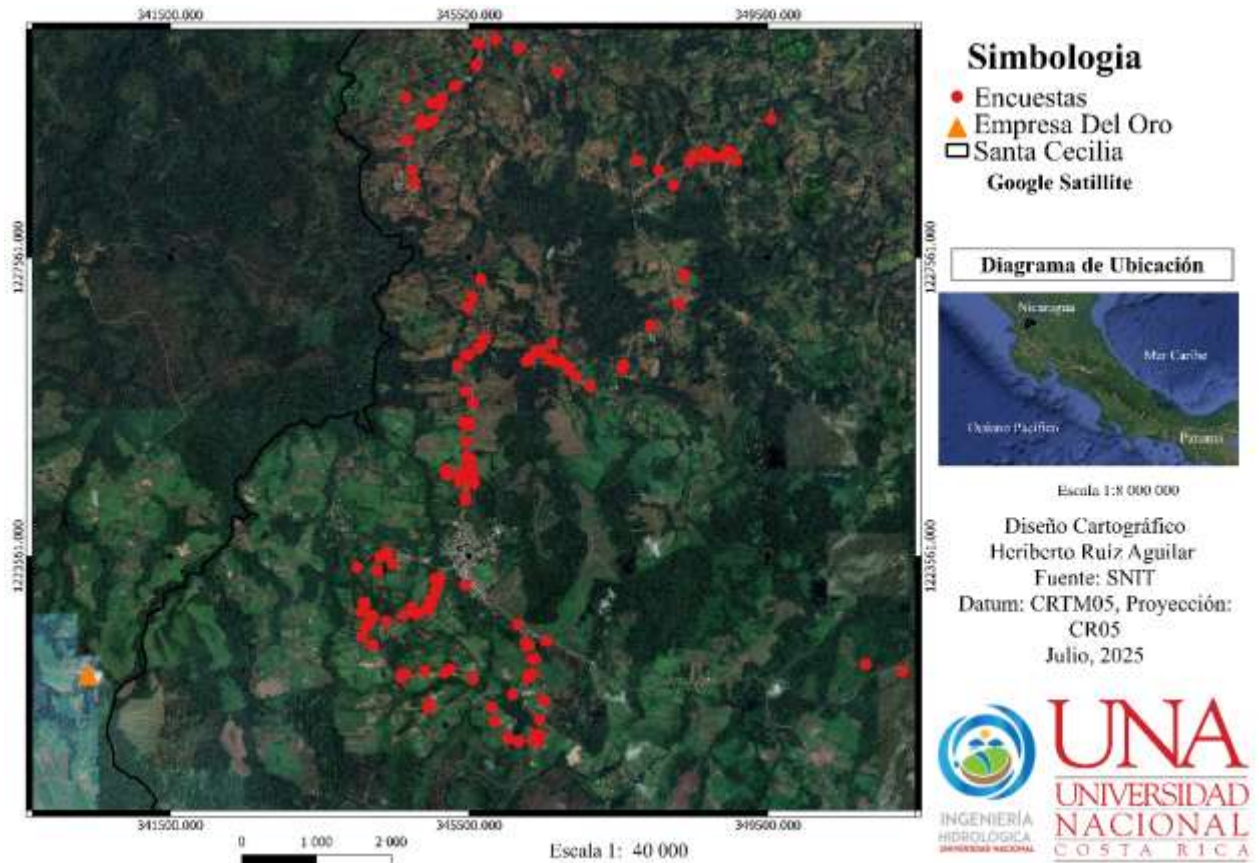 341500.000 345500.000 349500.000
1227561.000 1227561.000
1223561.000 1223561.000
341500.000 345500.000 349500.000
0 1 000 2 000
Escala 1: 40 000
Simbologia
Encuestas
Empresa Del Oro
Santa Cecilia
Google Satillite
Diagrama de Ubicación
Nicaragua
Mar Caribe
Océano Pacífico
Panamá
Escala 1:8 000 000
Diseño Cartográfico
Heriberto Ruíz Aguilar
Fuente: SNIT
Datum: CRTM05, Proyección:
CR05
Julio, 2025
INGENIERÍA
HIDROLÓGICA
UNIVERSIDAD NACIONAL
UNA
UNIVERSIDAD
NACIONAL
COSTA RICA